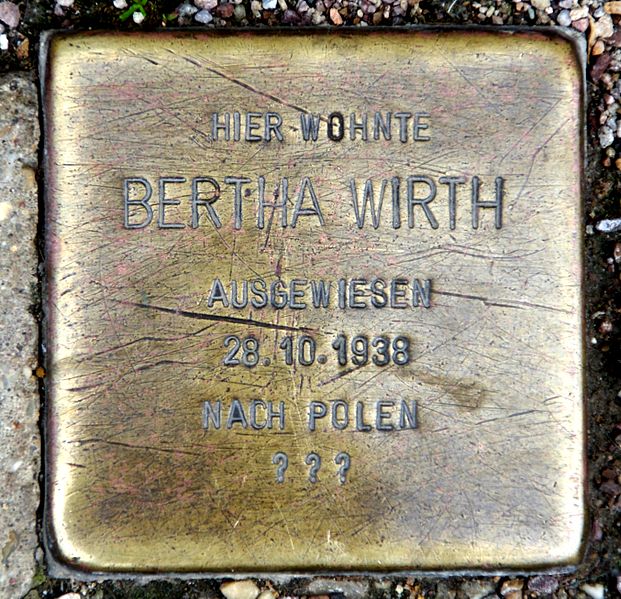 HIER WOHNTE
BERTHA WIRTH
AUSGEWIESEN
28.10.1938
NACH POLEN
???